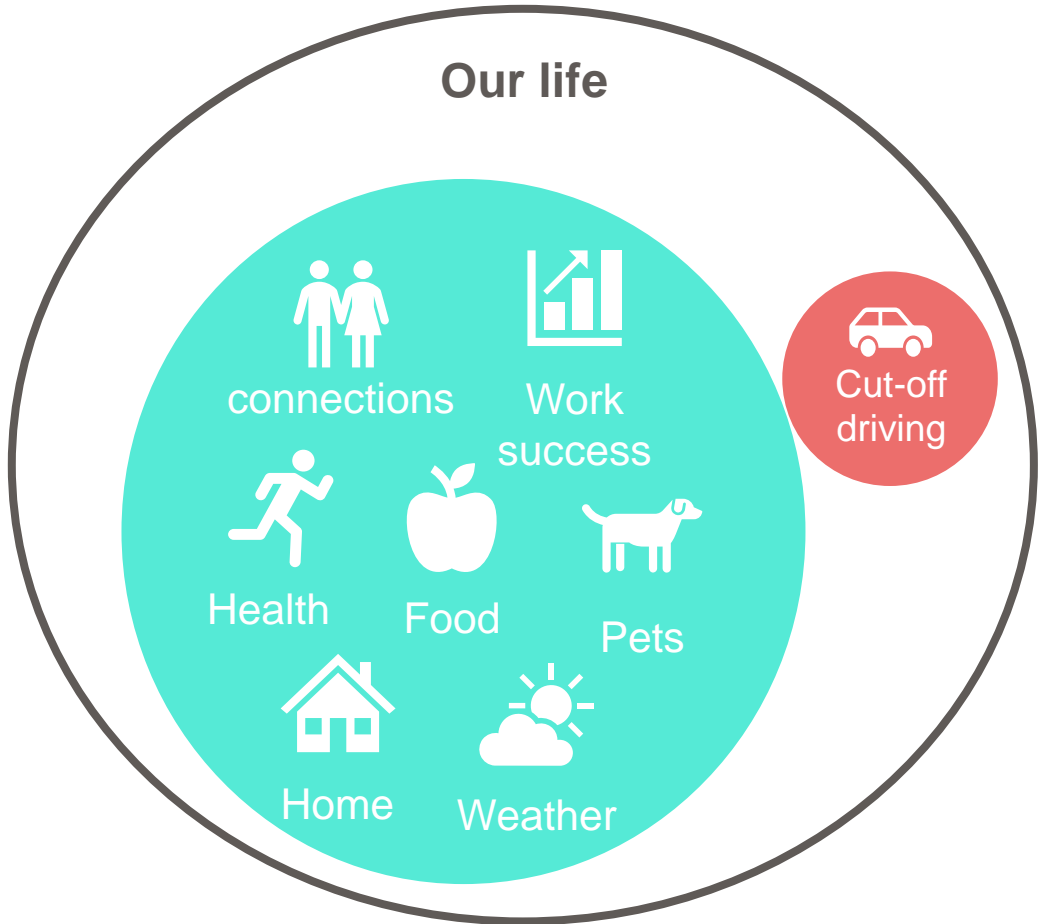 Our life
connections
Work
success
Cut-off
driving
Health
Food
Pets
Home
Weather